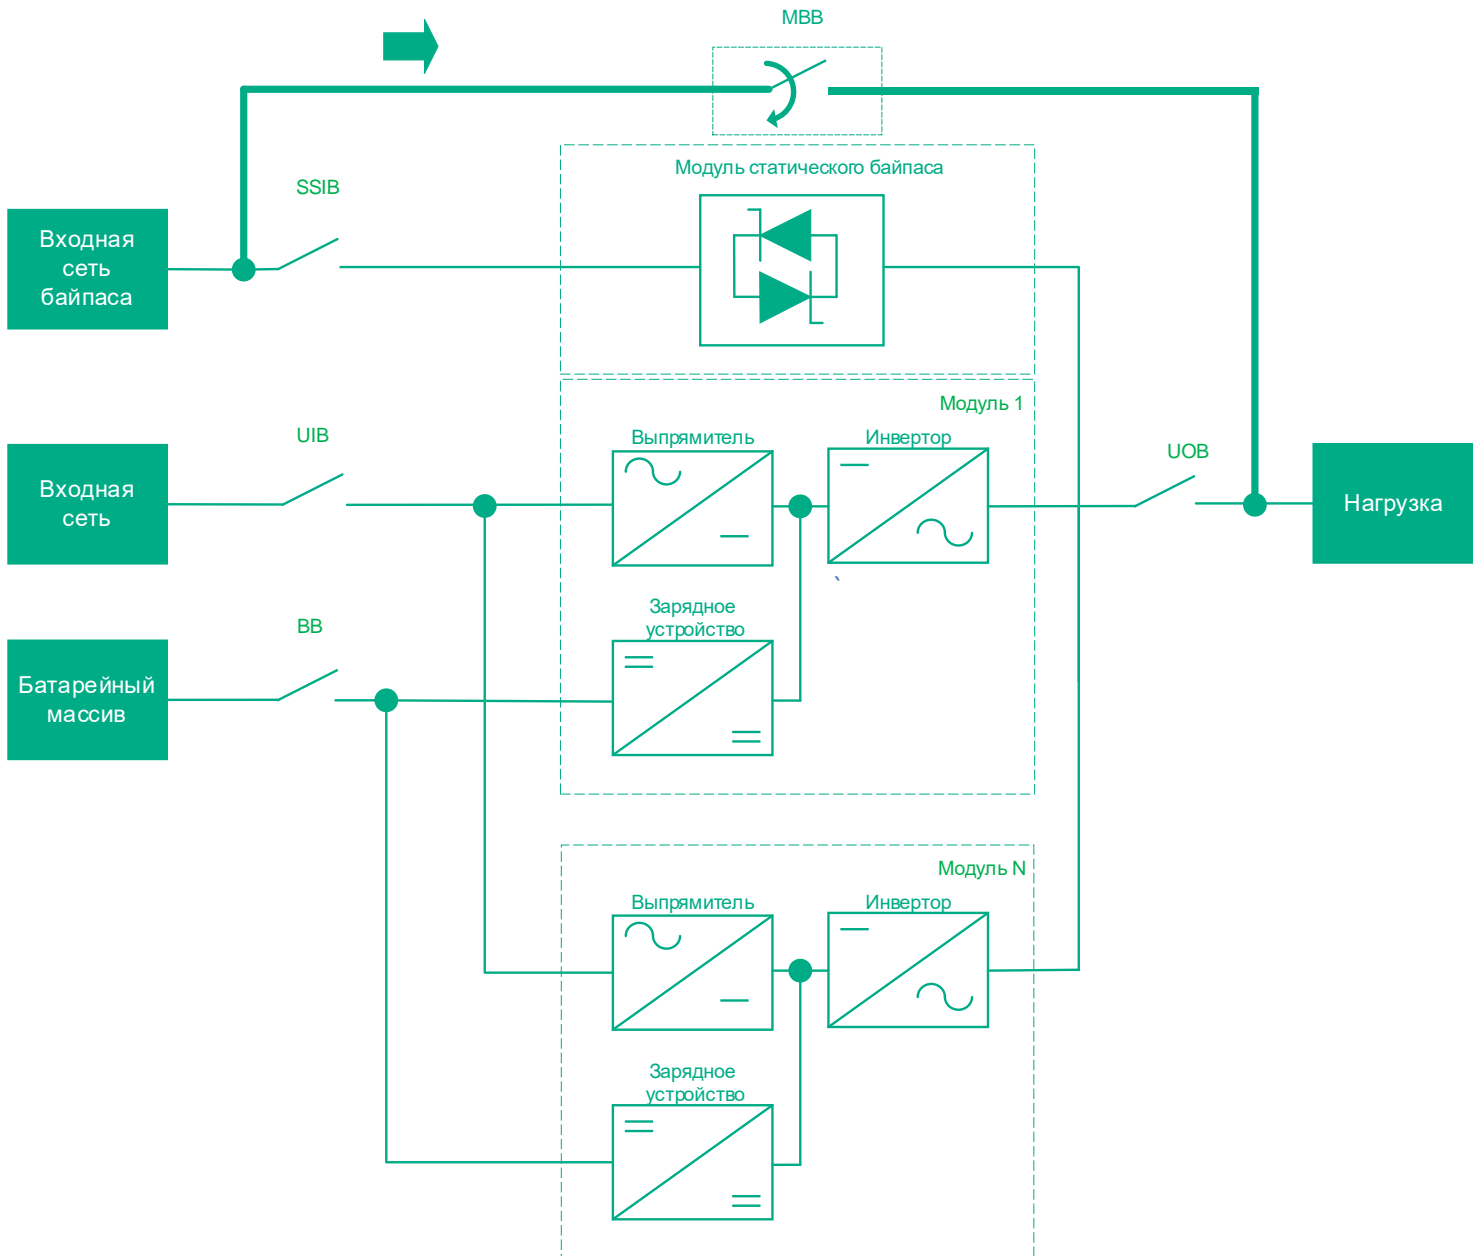 MBB
Модуль статического байпаса
SSIB
Входная
сеть
байпаса
Модуль 1
UIB
Выпрямитель
Инвертор
UOB
Входная
сеть
Нагрузка
`
Зарядное
устройство
BB
Батарейный
массив
Модуль N
Выпрямитель
Инвертор
Зарядное
устройство